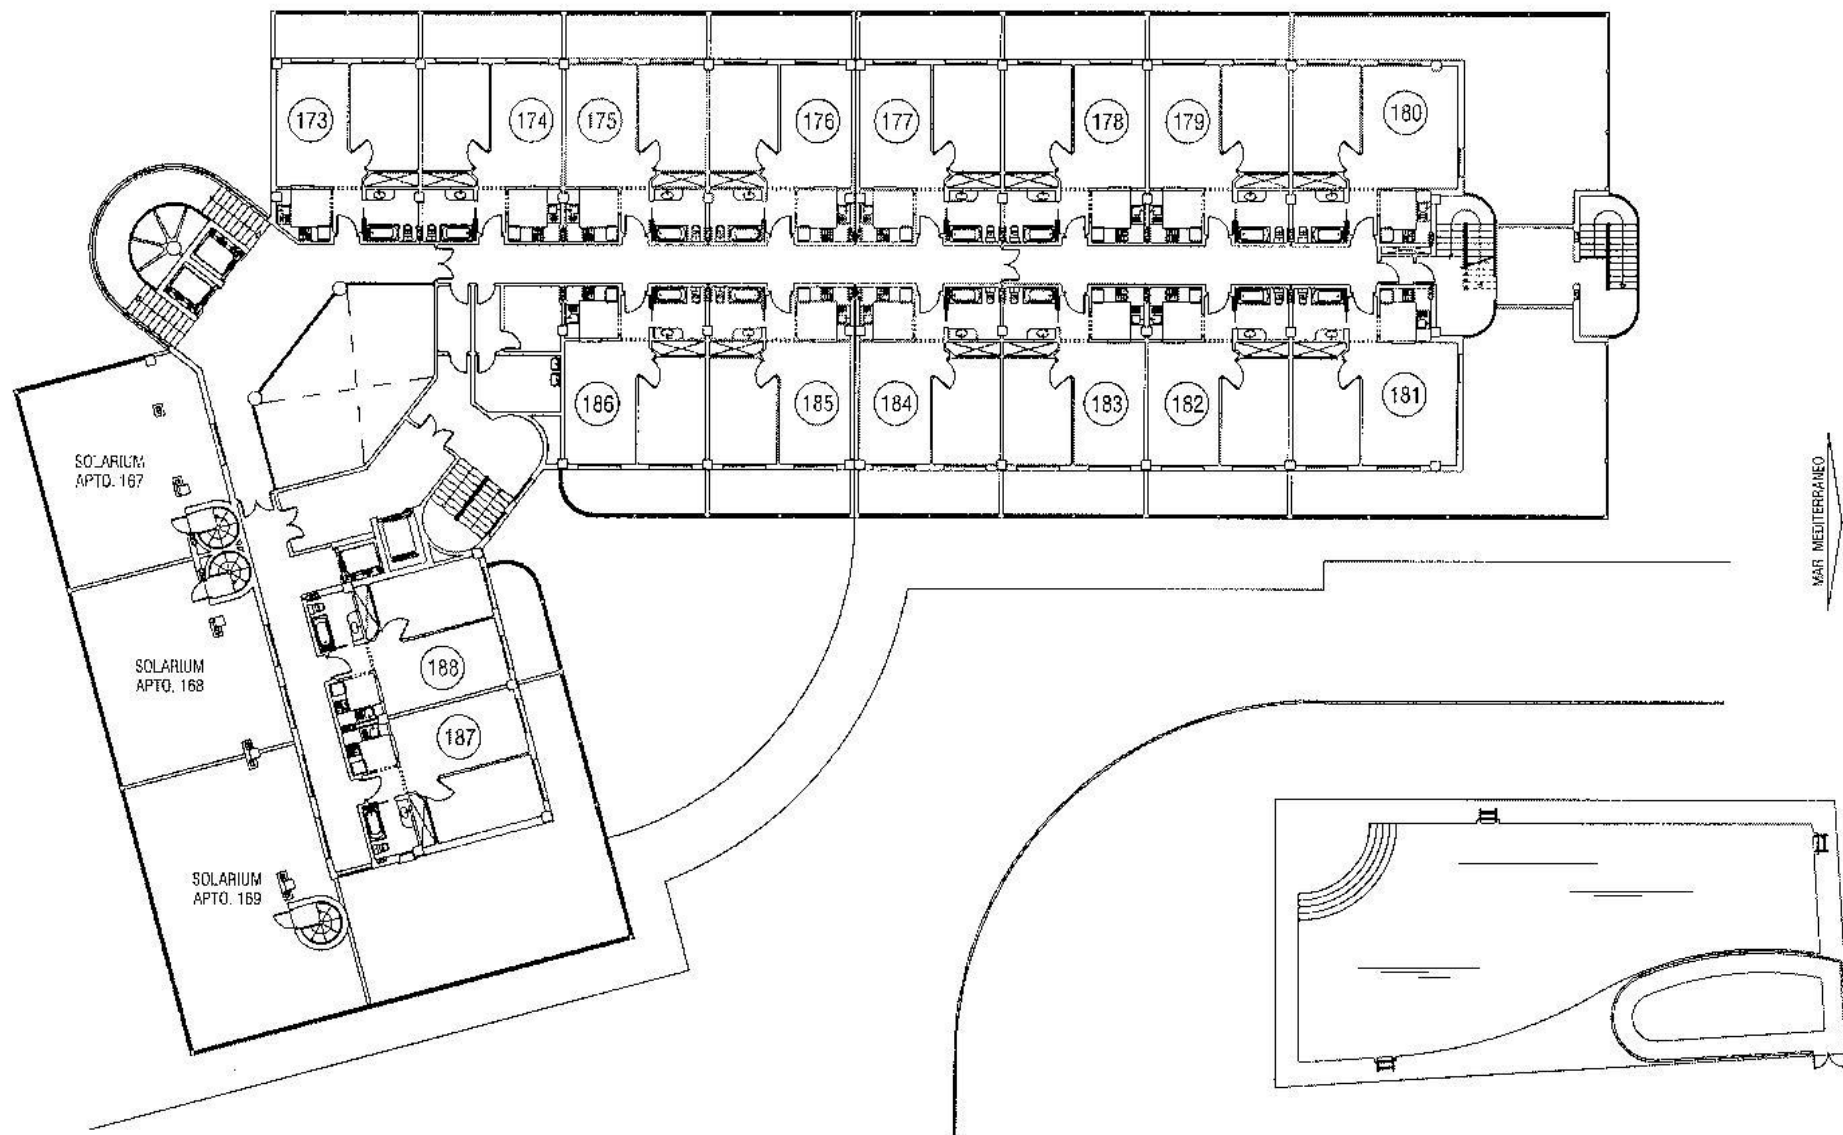 173
174
175
176
177
178
179
180
186
185
184
183
182
181
SOLARIUM
APTO. 167
MAR MEDITERRANEO
SOLARIUM
APTO. 168
188
187
SOLARIUM
APTO. 169